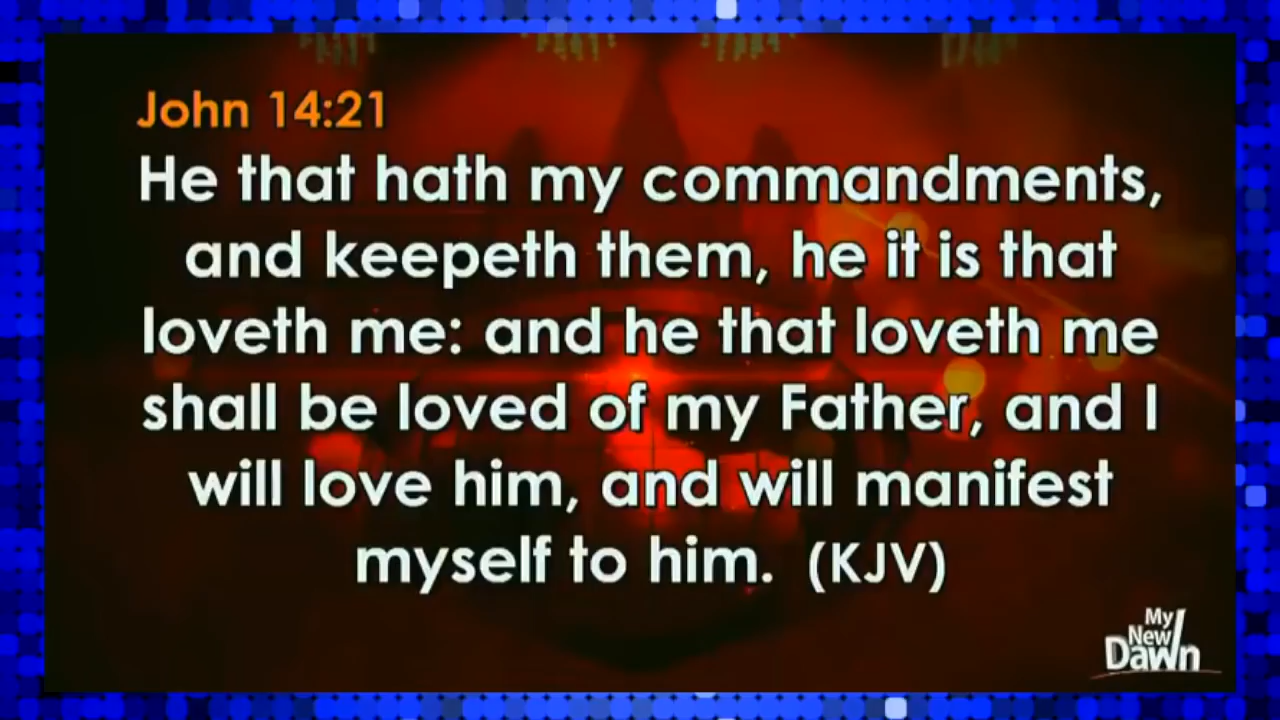 John 14:21
He that hath my commandments,
and keepeth them, he it is that
loveth me: and he that loveth me
shall be loved of my Father, and I
will love him, and will manifest
myself to him. (KJV)
My
New
Dawn